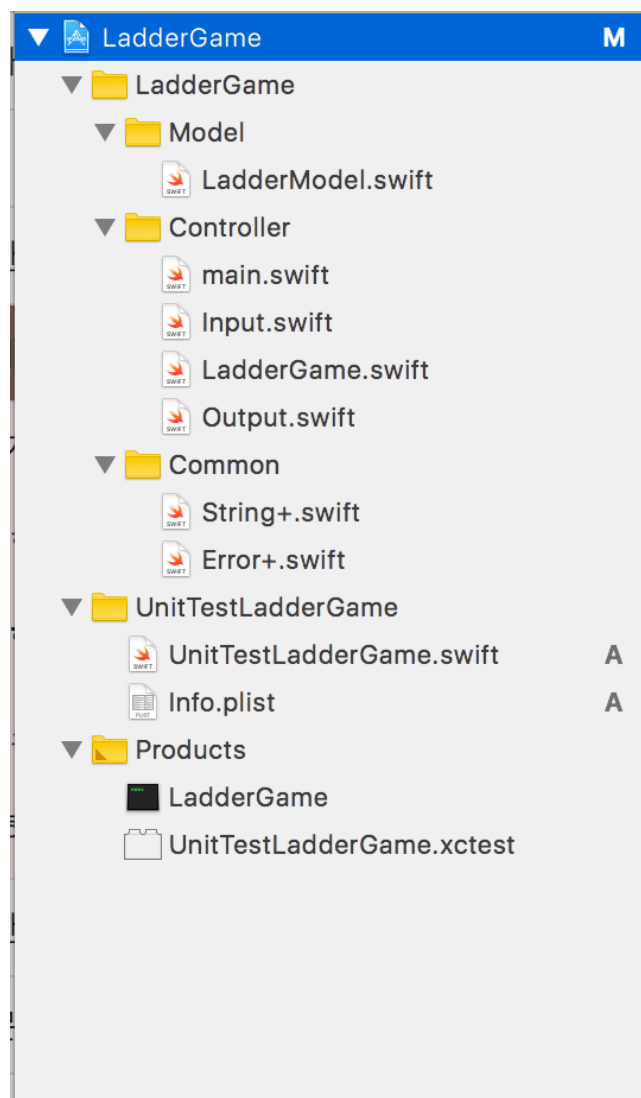 LadderGame M
LadderGame
Model
LadderModel.swift
Controller
main.swift
Input.swift
LadderGame.swift
Output.swift
Common
String+.swift
Error+.swift
UnitTestLadderGame
UnitTestLadderGame.swift A
Info.plist A
Products
LadderGame
UnitTestLadderGame.xctest